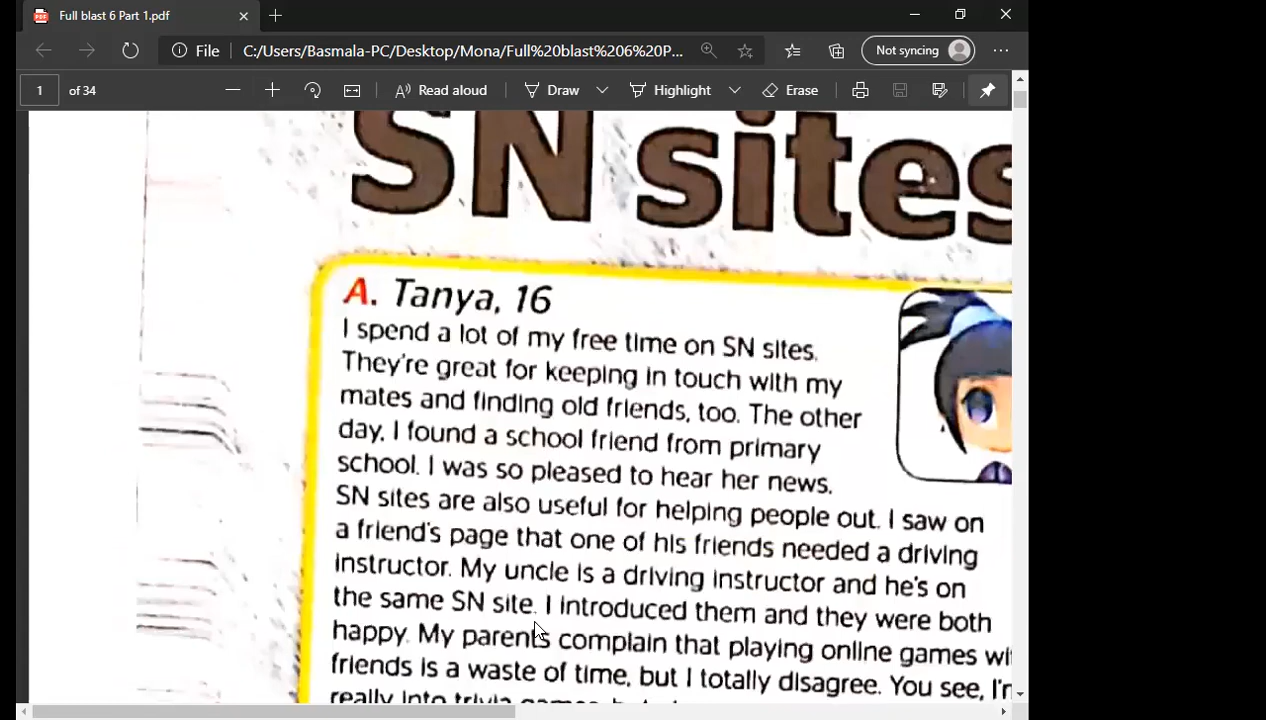 Full blast 6 Part 1.pdf
File C:/Users/Basmala-PC/Desktop/Mona/Full%20blast%206%20P... Not syncing
1 of 34 Read aloud Draw Highlight Erase
SN sites
A. Tanya, 16
I spend a lot of my free time on SN sites.
They're great for keeping in touch with my
mates and finding old friends, too. The other
day, I found a school friend from primary
school. I was so pleased to hear her news.
SN sites are also useful for helping people out. I saw on
a friend's page that one of his friends needed a driving
instructor. My uncle is a driving instructor and he's on
the same SN site. I introduced them and they were both
happy. My parents complain that playing online games wi
friends is a waste of time, but I totally disagree. You see, I'm
really into trivia games